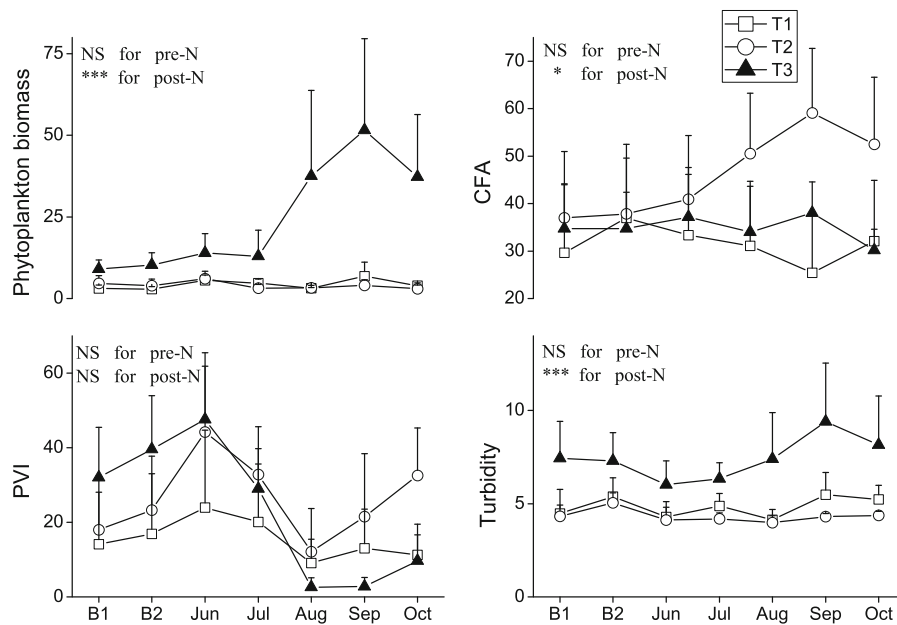 NS for pre-N
*** for post-N
Phytoplankton biomass
75
50
25
0
NS for pre-N
* for post-N
T1
T2
T3
CFA
70
60
50
40
30
20
NS for pre-N
NS for post-N
PVI
60
40
20
0
B1 B2 Jun Jul Aug Sep Oct
NS for pre-N
*** for post-N
Turbidity
10
5
0
B1 B2 Jun Jul Aug Sep Oct